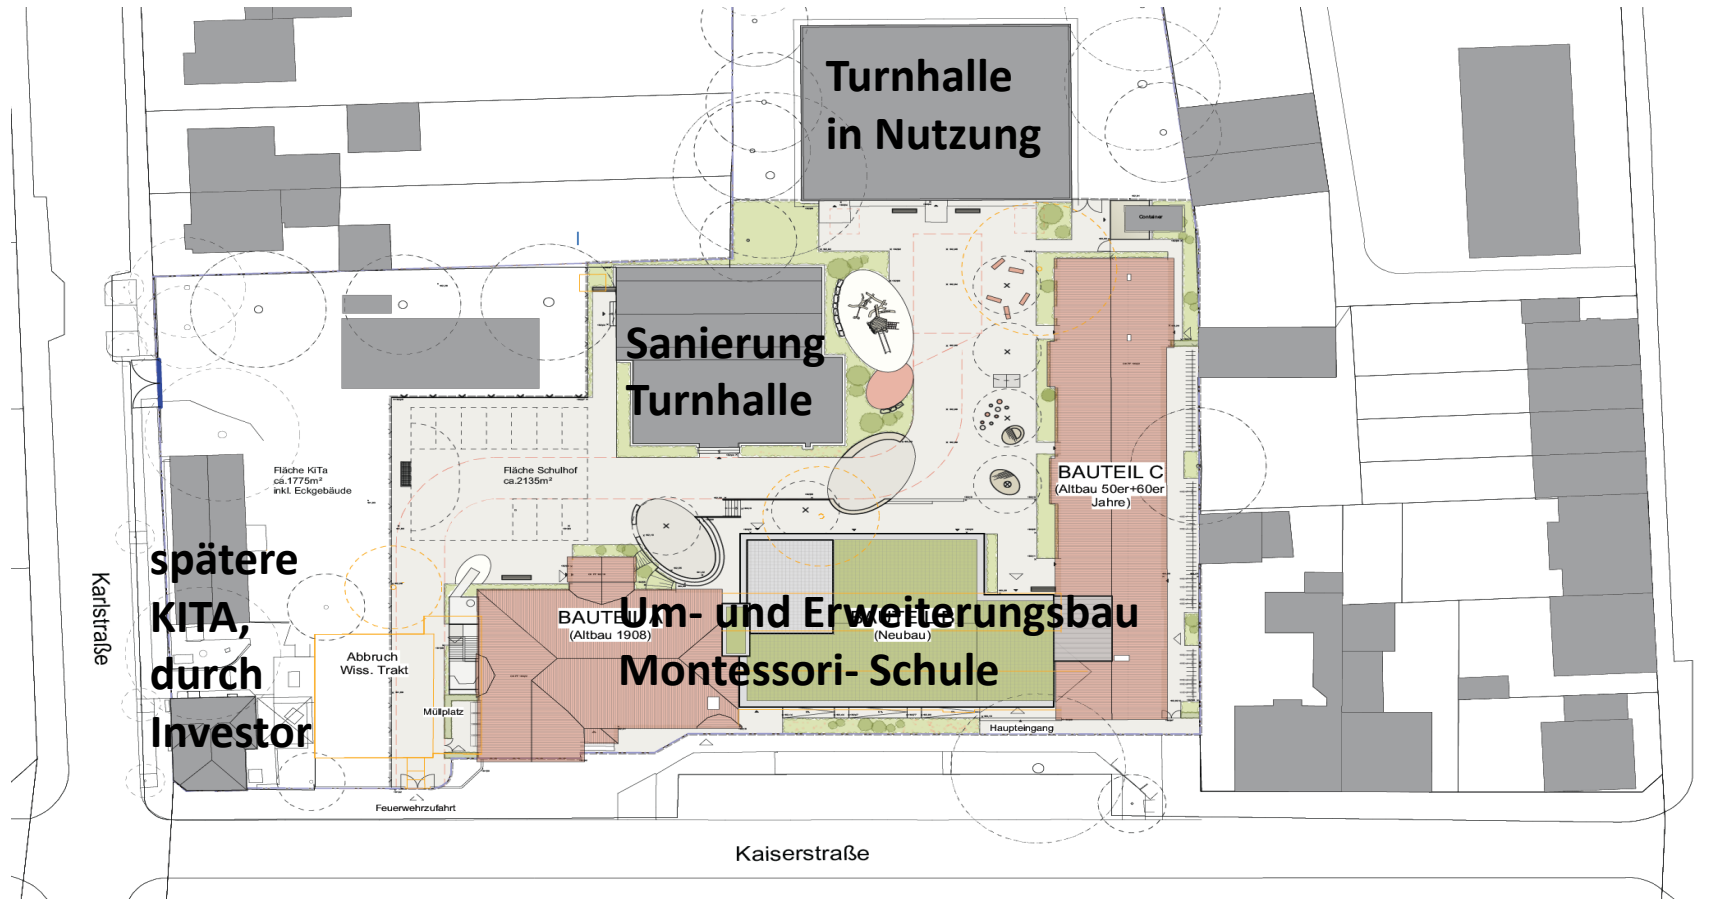 Turnhalle
in Nutzung
Container
Sanierung
Turnhalle
Fläche KiTa
ca.1775m²
inkl. Eckgebäude
Fläche Schulhof
ca.2135m²
BAUTEIL C
(Altbau 50er+60er
Jahre)
spätere
KITA,
durch
Investor
Karlstraße
Abbruch
Wiss. Trakt
Müllplatz
BAUTEIL A
(Altbau 1908)
Um- und Erweiterungsbau
Montessori- Schule
BAUTEIL B
(Neubau)
Haupteingang
Feuerwehrzufahrt
Kaiserstraße